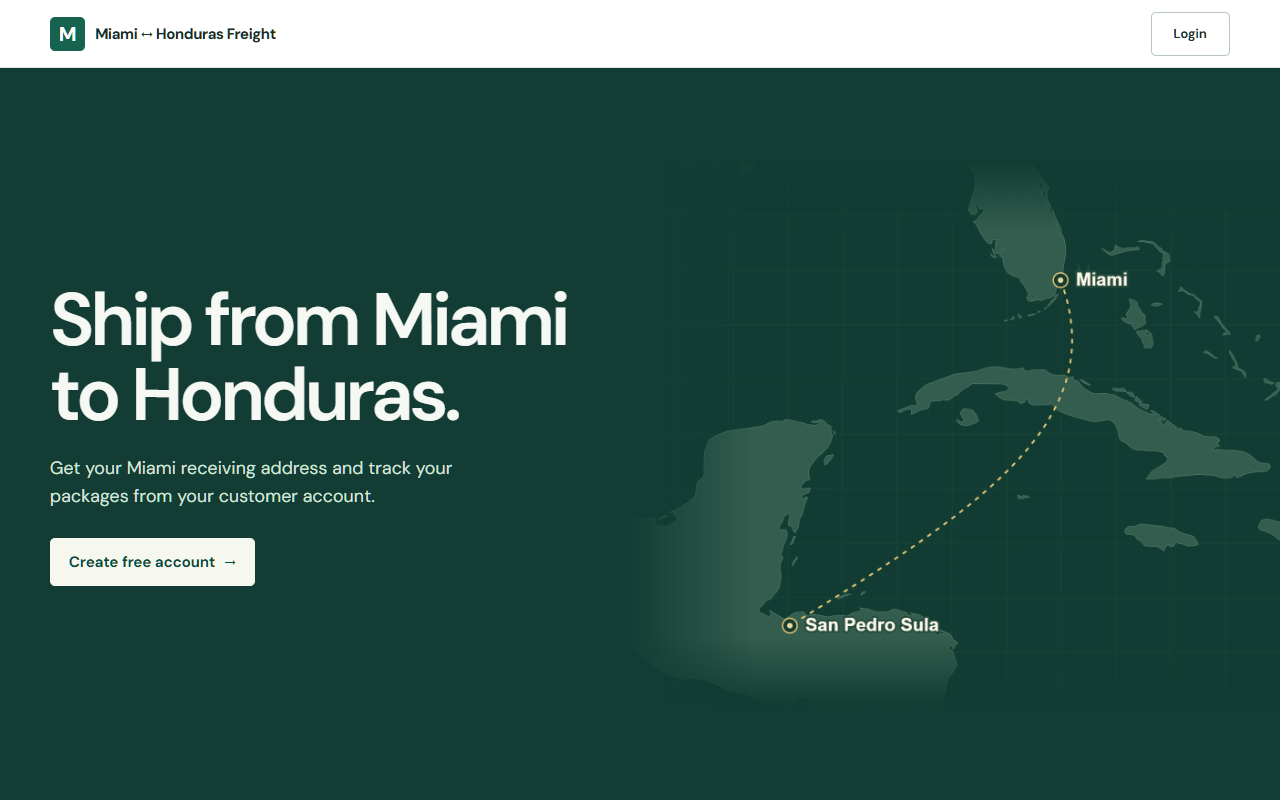 M
Miami ↔ Honduras Freight
Login
Ship from Miami
to Honduras.
Get your Miami receiving address and track your
packages from your customer account.
Create free account →
Miami
San Pedro Sula